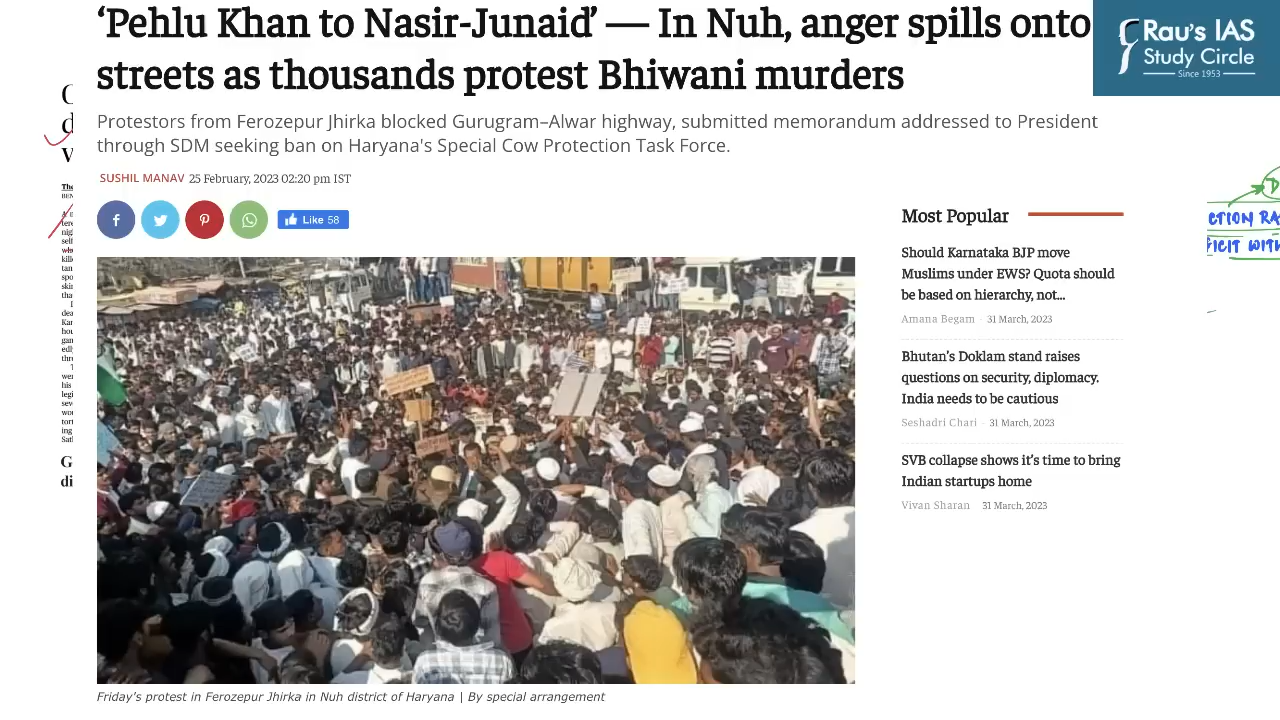 'Pehlu Khan to Nasir-Junaid' — In Nuh, anger spills onto
streets as thousands protest Bhiwani murders
Protestors from Ferozepur Jhirka blocked Gurugram–Alwar highway, submitted memorandum addressed to President
through SDM seeking ban on Haryana's Special Cow Protection Task Force.
SUSHIL MANAV 25 February, 2023 02:20 pm IST
Like 58
Friday's protest in Ferozepur Jhirka in Nuh district of Haryana | By special arrangement
Most Popular
Should Karnataka BJP move
Muslims under EWS? Quota should
be based on hierarchy, not...
Amana Begam - 31 March, 2023
Bhutan's Doklam stand raises
questions on security, diplomacy.
India needs to be cautious
Seshadri Chari - 31 March, 2023
SVB collapse shows it's time to bring
Indian startups home
Vivan Sharan 31 March, 2023
Rau's IAS
Study Circle
Since 1953
CTION RA
FICIT WITH